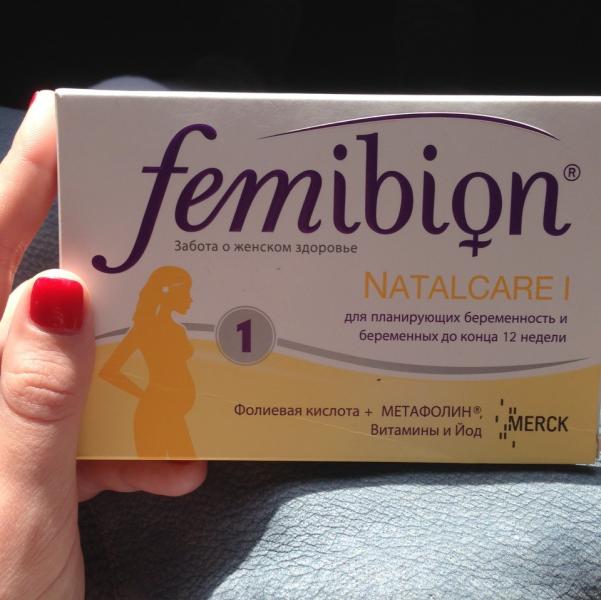 femibion®
Забота о женском здоровье
NATALCARE I
для планирующих беременность и
беременных до конца 12 недели
1
Фолиевая кислота + МЕТАФОЛИН®,
Витамины и Йод
MERCK